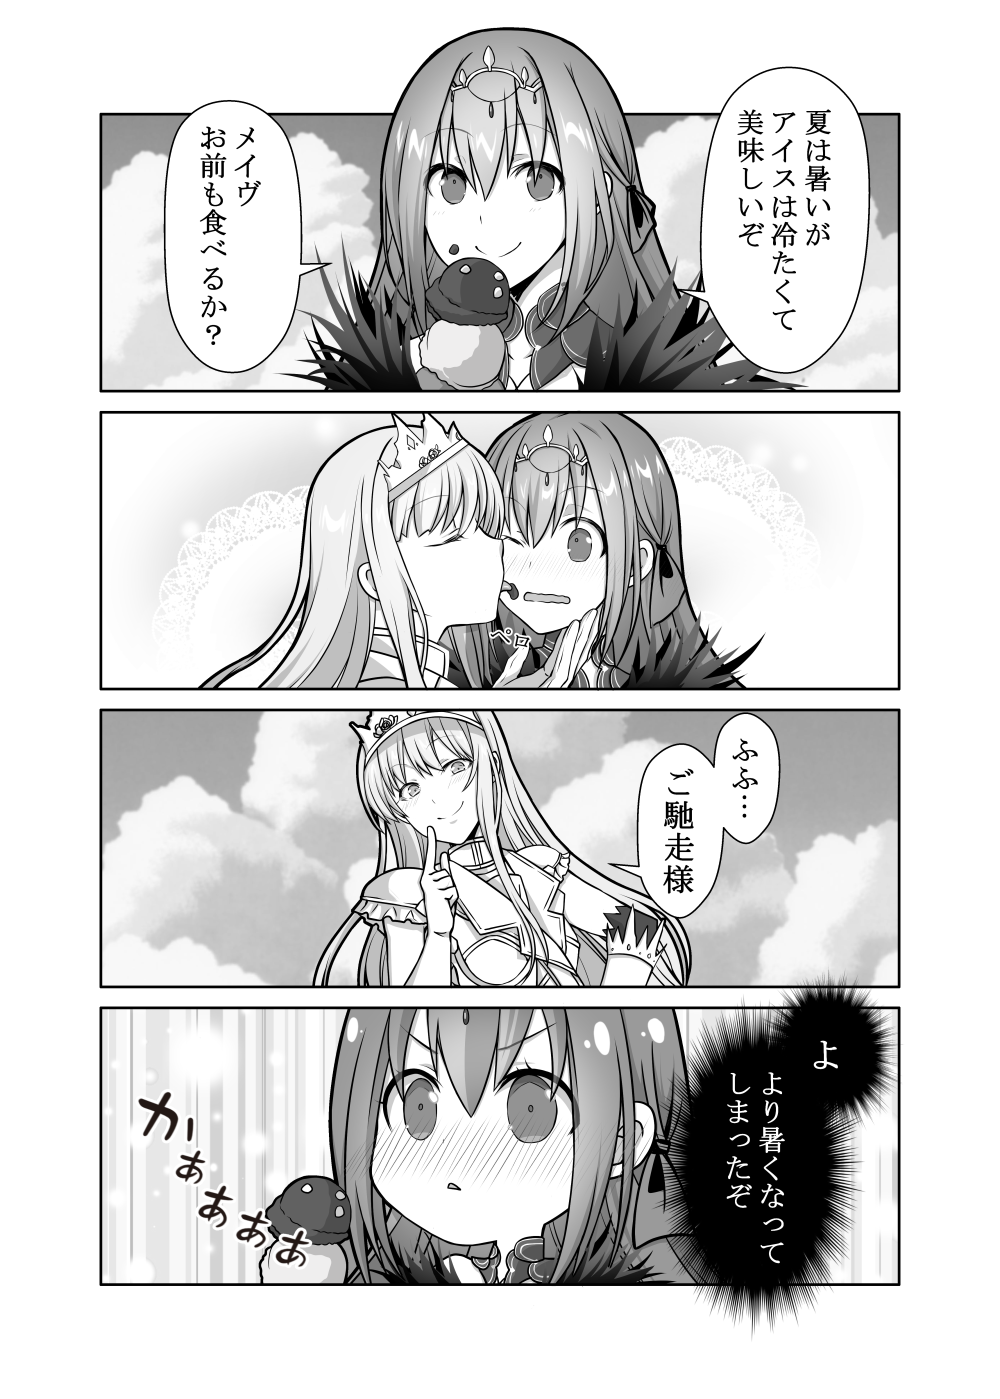 夏は暑いが
アイスは冷たくて
美味しいぞ
メイヴ
お前も食べるか？
ペロ
ふふ…
ご馳走様
よ
より暑くなって
しまったぞ
かぁぁぁぁ